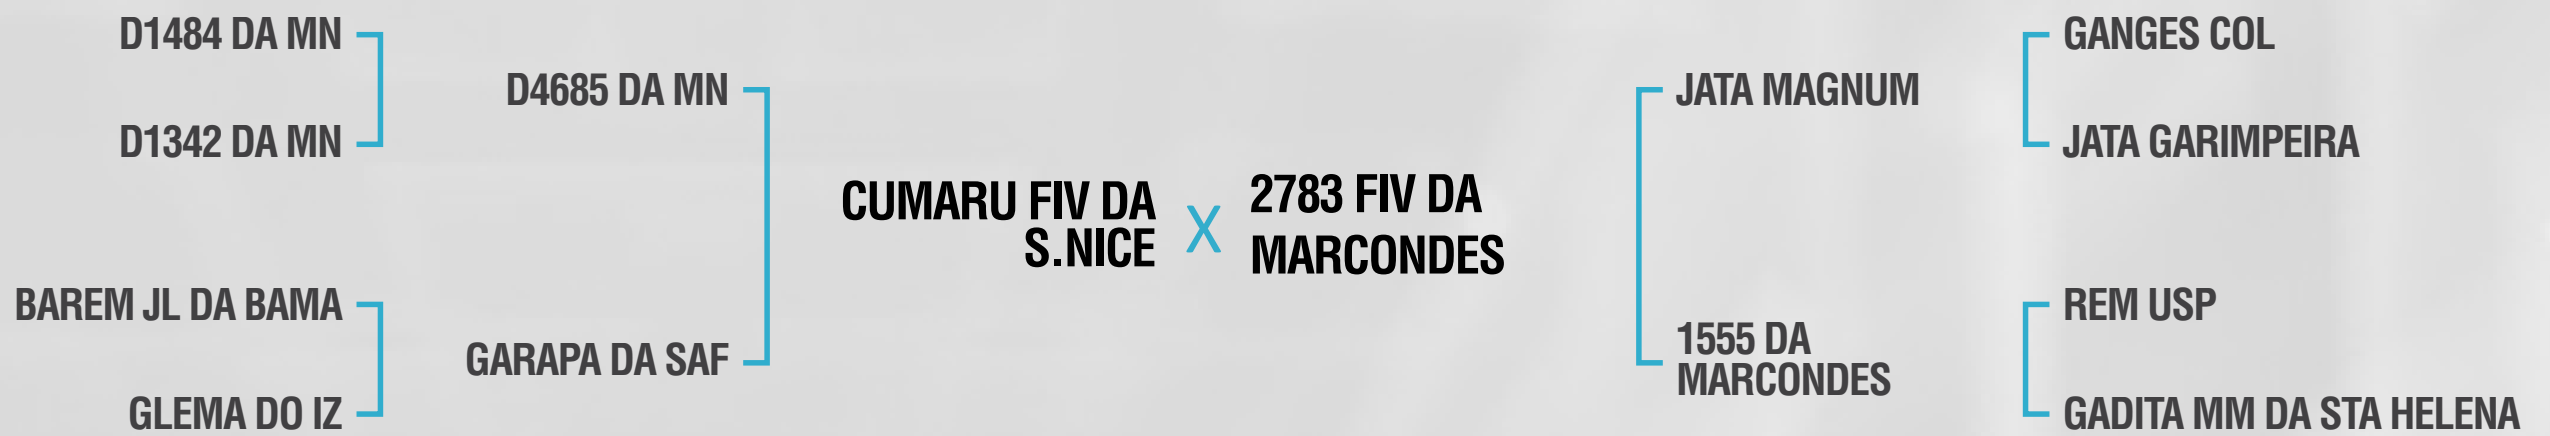 D1484 DA MN
D1342 DA MN
D4685 DA MN
BAREM JL DA BAMA
GLEMA DO IZ
GARAPA DA SAF
CUMARU FIV DA
S.NICE
X
2783 FIV DA
MARCONDES
JATA MAGNUM
1555 DA
MARCONDES
GANGES COL
JATA GARIMPEIRA
REM USP
GADITA MM DA STA HELENA